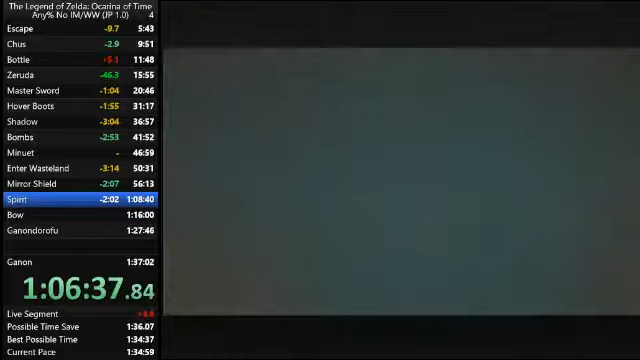 The Legend of Zelda: Ocarina of Time
Any% No IM/WW (JP 1.0) 4
Escape -9.7 5:43
Chus -2.9 9:51
Bottle +5.1 11:48
Zeruda -46.3 15:55
Master Sword -1:04 20:46
Hover Boots -1:55 31:17
Shadow -3:04 36:57
Bombs -2:53 41:52
Minuet - 46:59
Enter Wasteland -3:14 50:31
Mirror Shield -2:07 56:13
Spirit -2:02 1:08:40
Bow 1:16:00
Ganondorofu 1:27:46
Ganon 1:37:02
1:06:37.84
Live Segment
Possible Time Save 1:36.07
Best Possible Time 1:34:37
Current Pace 1:34:59